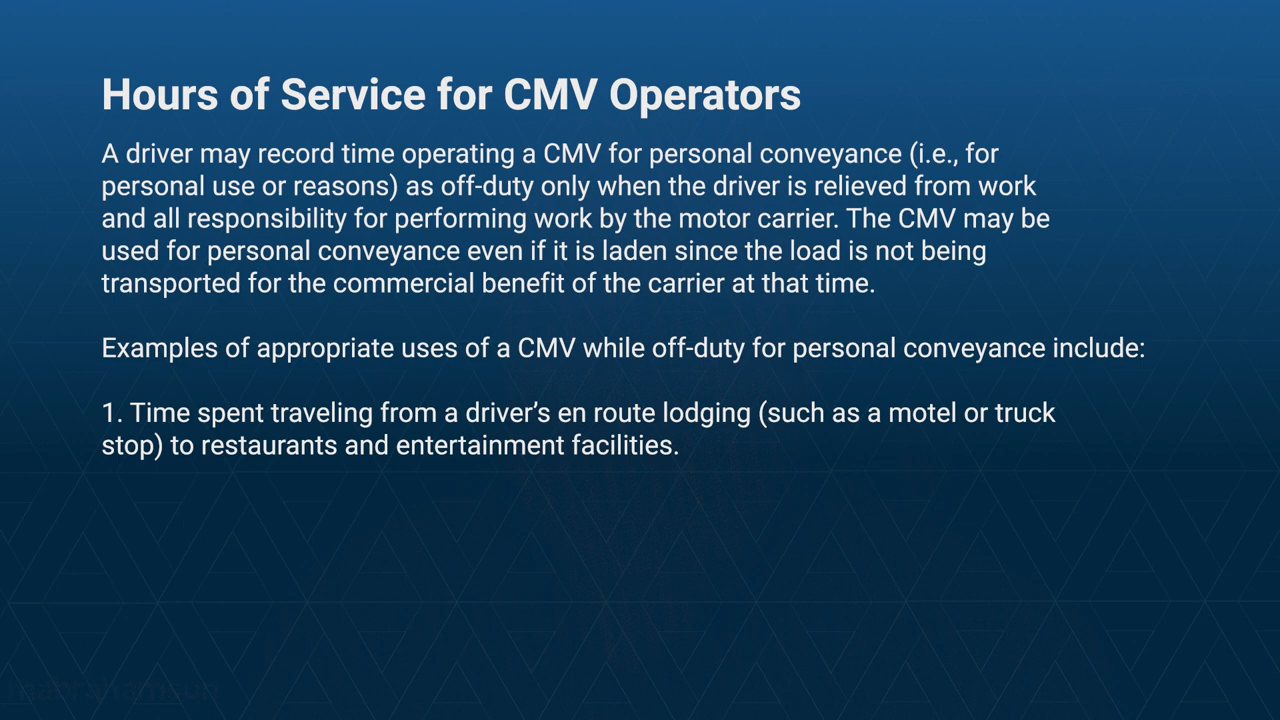 Hours of Service for CMV Operators
A driver may record time operating a CMV for personal conveyance (i.e., for
personal use or reasons) as off-duty only when the driver is relieved from work
and all responsibility for performing work by the motor carrier. The CMV may be
used for personal conveyance even if it is laden since the load is not being
transported for the commercial benefit of the carrier at that time.
Examples of appropriate uses of a CMV while off-duty for personal conveyance include:
1. Time spent traveling from a driver’s en route lodging (such as a motel or truck
stop) to restaurants and entertainment facilities.